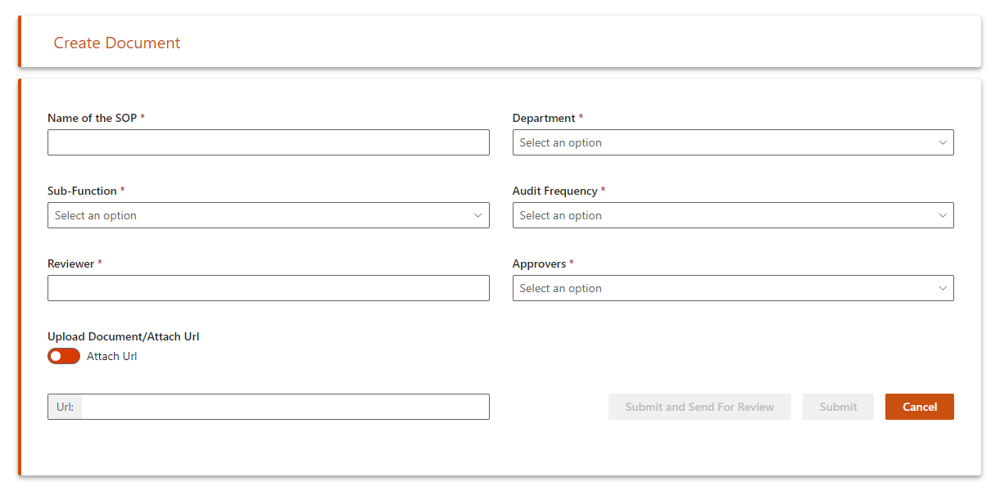 Create Document
Name of the SOP *
Department *
Select an option
Sub-Function *
Audit Frequency *
Select an option
Select an option
Reviewer *
Approvers *
Select an option
Upload Document/Attach Url
Attach Url
Url:
Submit and Send For Review
Submit
Cancel